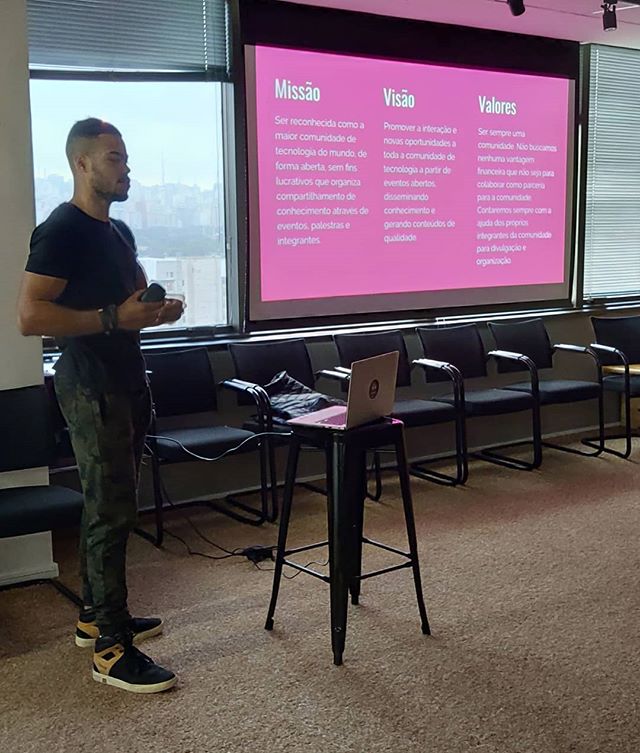 Missão
Ser reconhecida como a
maior comunidade de
tecnologia do mundo, de
forma aberta, sem fins
lucrativos que organiza
compartilhamento de
conhecimento através de
eventos, palestras e
integrantes.
Visão
Promover a interação e
novas oportunidades a
toda a comunidade de
tecnologia a partir de
eventos abertos,
disseminando
conhecimento e
gerando conteúdos de
qualidade.
Valores
Ser sempre uma
comunidade. Não buscamos
nenhuma vantagem
financeira que não seja para
colaborar como parceria
para a comunidade.
Contaremos sempre com a
ajuda dos próprios
integrantes da comunidade
para divulgação e
organização.